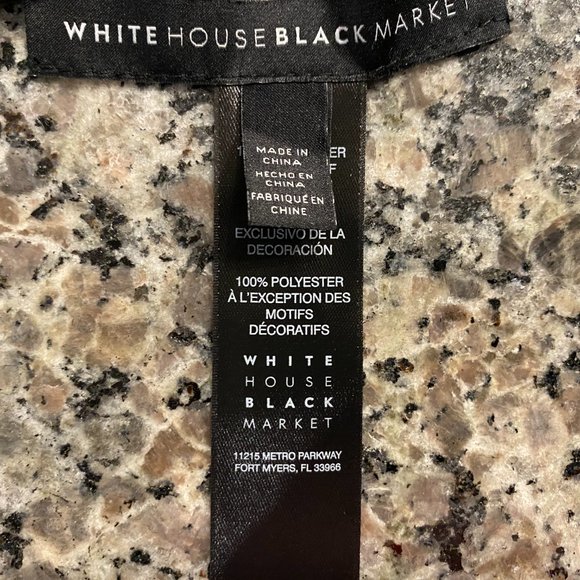 WHITE HOUSE BLACK MARKET
MADE IN
CHINA
HECHO EN
CHINA
FABRIQUÉ EN
CHINE
EXCLUSIVO DE LA
DECORACIÓN
100% POLYESTER
À L'EXCEPTION DES
MOTIFS
DÉCORATIFS
WHITE
HOUSE
BLACK
MARKET
11215 METRO PARKWAY
FORT MYERS, FL 33966